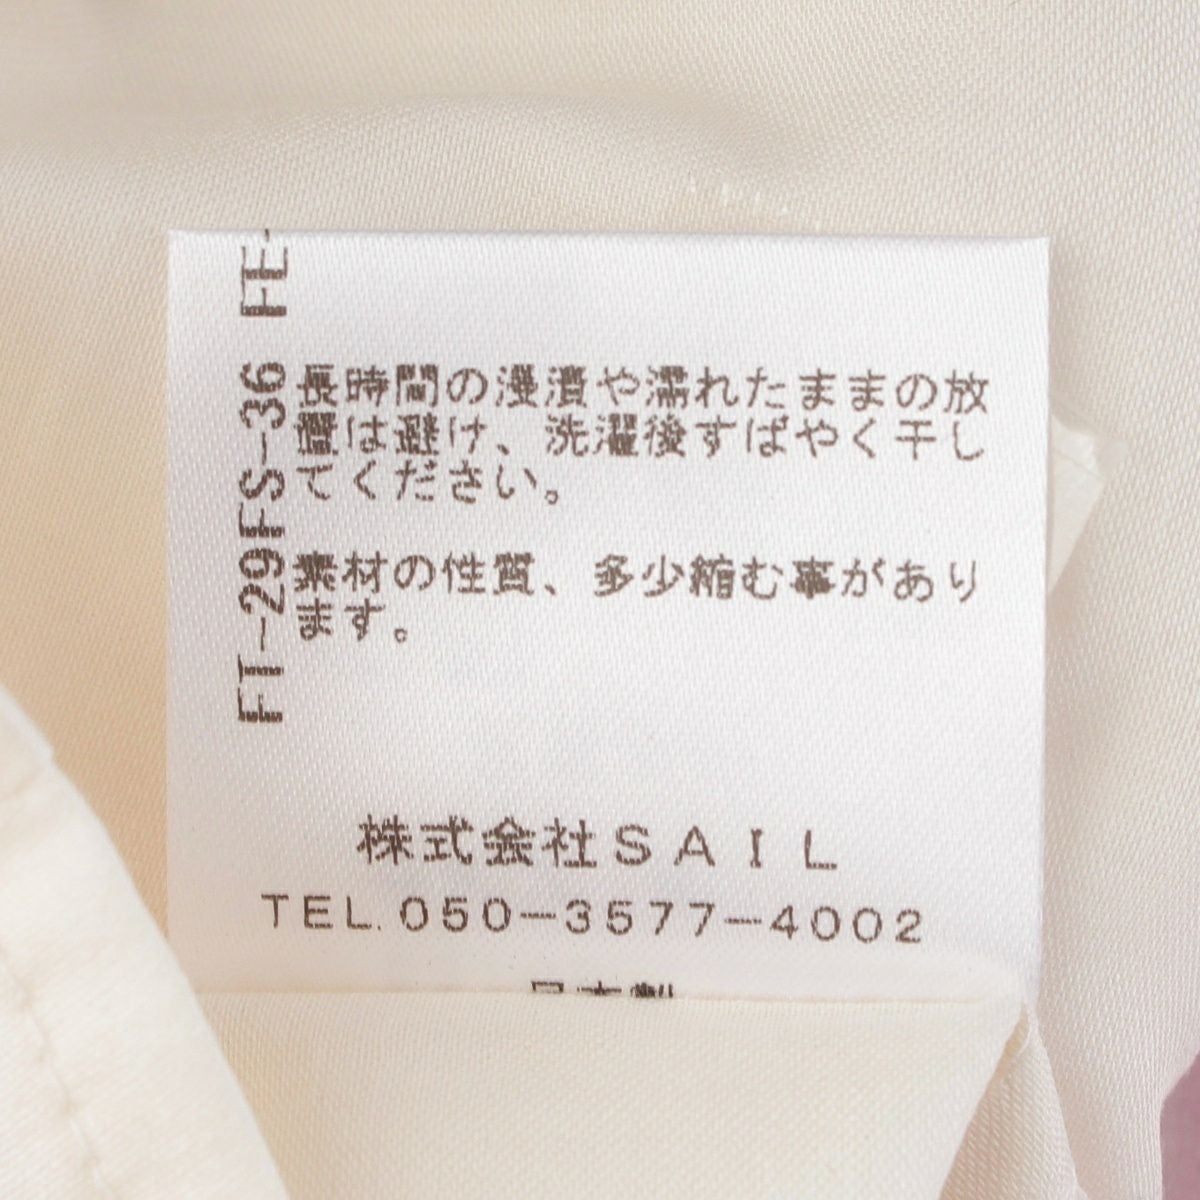 長時間の浸漬や濡れたままの放
置は避け、洗濯後すばやく干し
てください。
素材の性質、多少縮む事があり
ます。
株式会社SAIL
TEL.050-3577-4002
日本製
FT-29FS-36 FE-